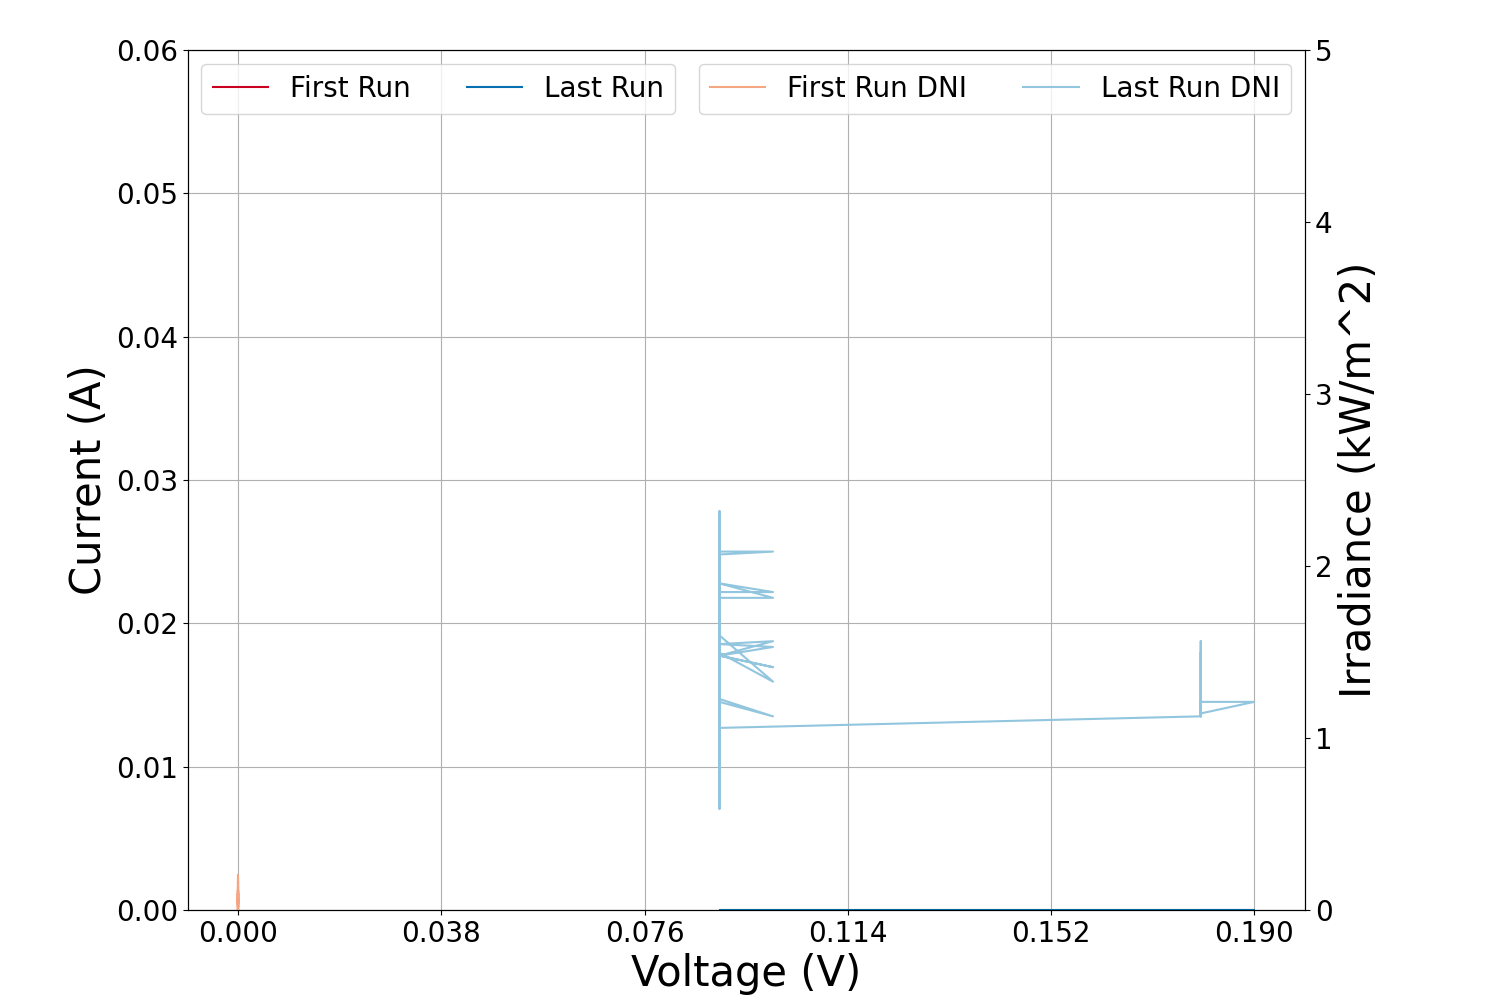 0.06
5
First Run
Last Run
First Run DNI
Last Run DNI
0.05
4
0.04
3
0.03
2
0.02
1
0.01
0.00
0
Current (A)
Irradiance (kW/m^2)
0.000 0.038 0.076 0.114 0.152 0.190
Voltage (V)